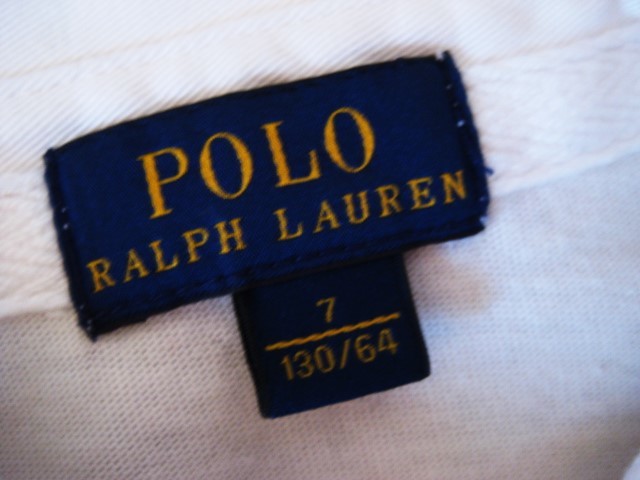 POLO
RALPH LAUREN
7
130/64